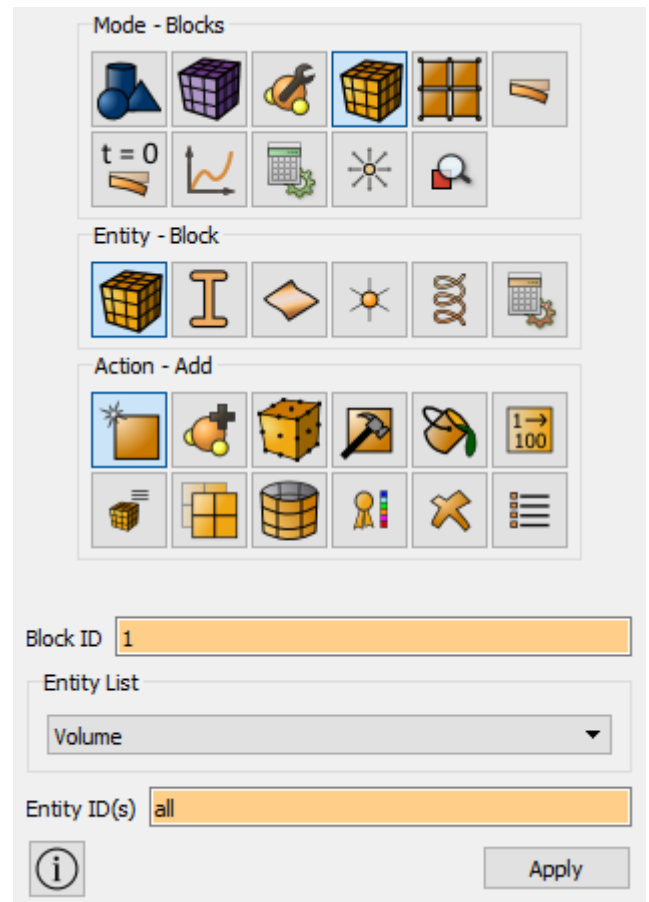 Mode - Blocks
t = 0
Entity - Block
Action - Add
1→
100
Block ID 1
Entity List
Volume
Entity ID(s) all
i
Apply